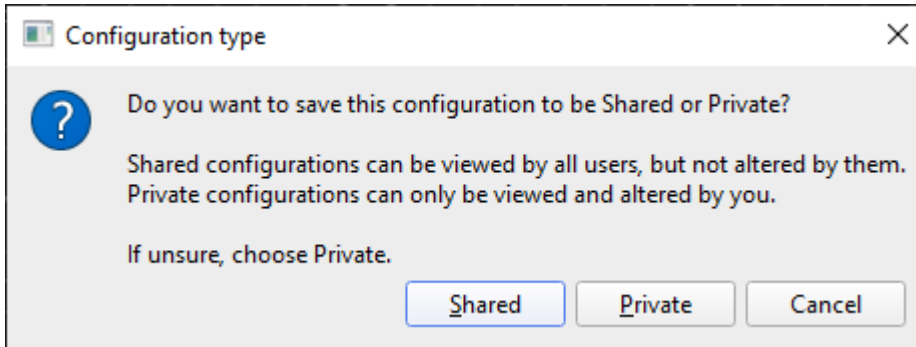 Configuration type
Do you want to save this configuration to be Shared or Private?
Shared configurations can be viewed by all users, but not altered by them.
Private configurations can only be viewed and altered by you.
If unsure, choose Private.
Shared Private Cancel